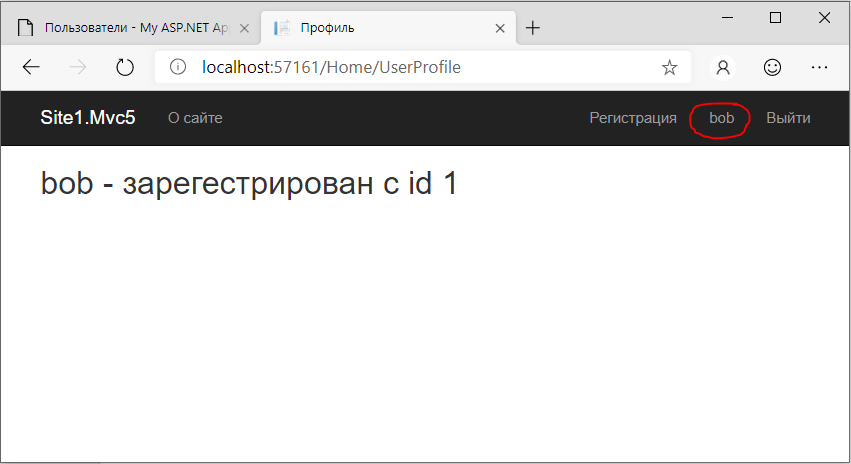 Пользователи - My ASP.NET Ap
Профиль
localhost:57161/Home/UserProfile
Site1.Mvc5 О сайте Регистрация bob Выйти
bob - зарегестрирован с id 1